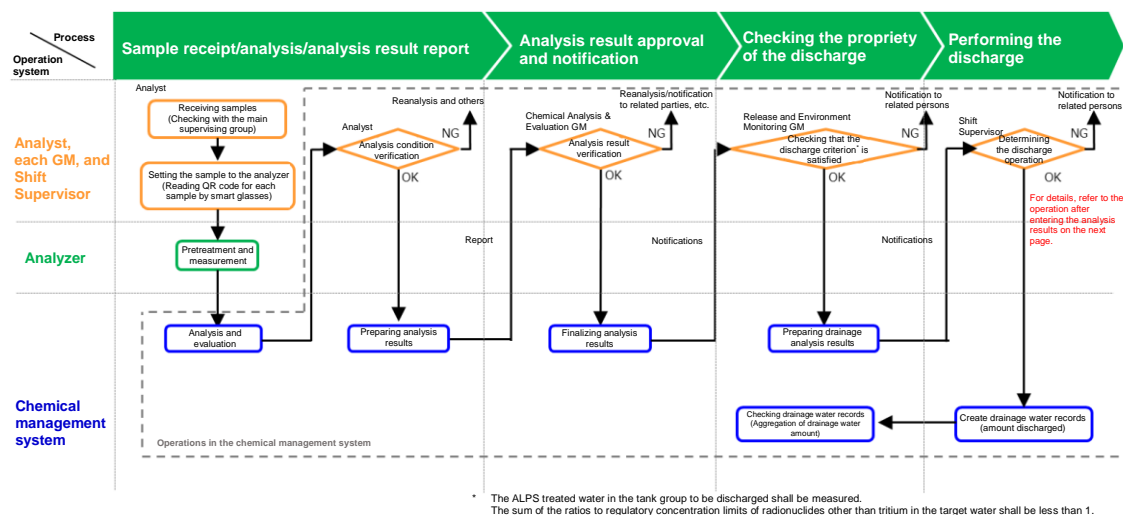 Process
Operation
system
Sample receipt/analysis/analysis result report
Analysis result approval
and notification
Checking the propriety
of the discharge
Performing the
discharge
Analyst, each GM, and Shift Supervisor
Analyst
Receiving samples
(Checking with the main
supervising group)
Setting the sample to the analyzer
(Reading QR code for each
sample by smart glasses)
Reanalysis and others
Analyst
NG
Analysis condition
verification
OK
Reanalysis/notification
to related parties, etc.
Chemical Analysis &
Evaluation GM
NG
Analysis result
verification
OK
Notification to
related persons
Release and Environment
Monitoring GM
NG
Checking that the
discharge criterion* is
satisfied
OK
Notification to
related persons
Shift
Supervisor
NG
Determining
the discharge
operation
OK
For details, refer to the
operation after
entering the analysis
results on the next
page.
Analyzer
Pretreatment and
measurement
Report
Notifications
Notifications
Chemical
management
system
Analysis and
evaluation
Preparing analysis
results
Finalizing analysis
results
Preparing drainage
analysis results
Checking drainage water records
(Aggregation of drainage water
amount)
Create drainage water records
(amount discharged)
Operations in the chemical management system
* The ALPS treated water in the tank group to be discharged shall be measured.
The sum of the ratios to regulatory concentration limits of radionuclides other than tritium in the target water shall be less than 1.